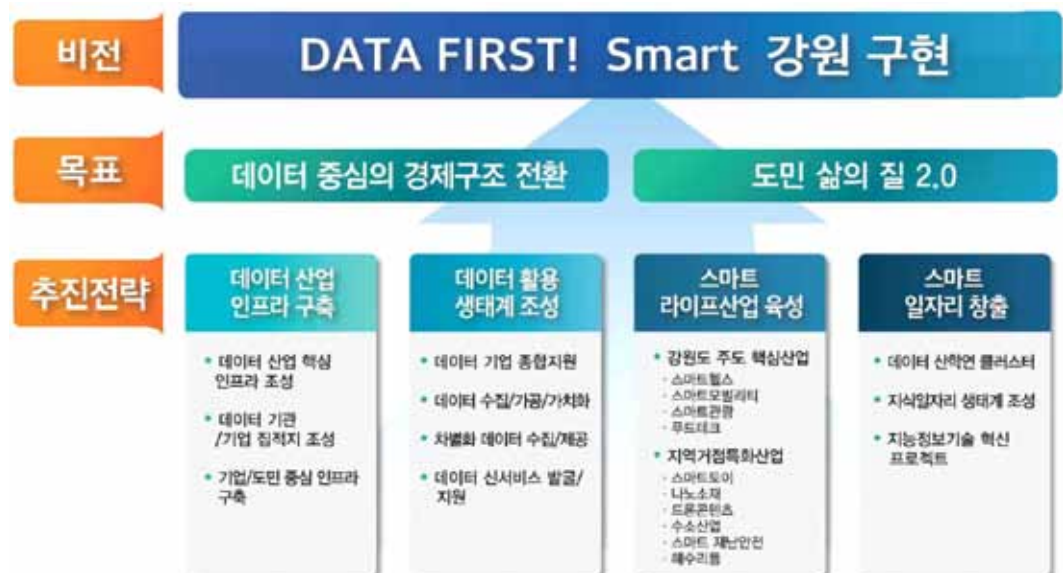 비전
DATA FIRST! Smart 강원 구현
목표
데이터 중심의 경제구조 전환
도민 삶의 질 2.0
추진전략
데이터 산업
인프라 구축
• 데이터 산업 핵심
인프라 조성
• 데이터 기관
/기업 집적지 조성
• 기업/도민 중심 인프라
구축
데이터 활용
생태계 조성
• 데이터 기업 종합지원
• 데이터 수집/가공/가치화
• 차별화 데이터 수집/제공
• 데이터 신서비스 발굴/
지원
스마트
라이프산업 육성
• 강원도 주도 핵심산업
· 스마트헬스
· 스마트모빌리티
· 스마트관광
· 푸드테크
• 지역거점특화산업
· 스마트토이
· 나노소재
· 드론콘텐츠
· 수소산업
· 스마트 재난안전
· 해수리튬
스마트
일자리 창출
• 데이터 산학연 클러스터
• 지식일자리 생태계 조성
• 지능정보기술 혁신
프로젝트